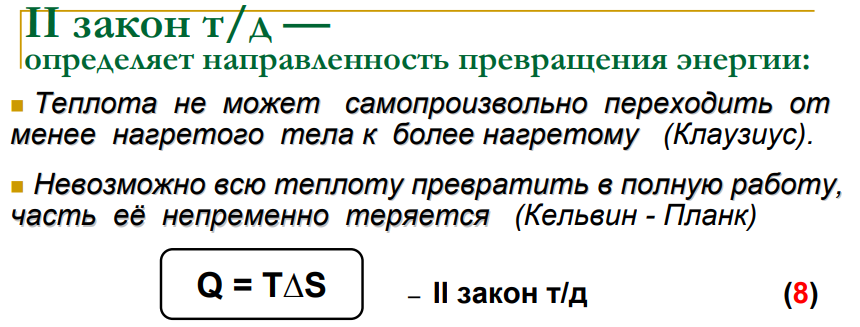 II закон т/д —
определяет направленность превращения энергии:
▪ Теплота не может самопроизвольно переходить от
менее нагретого тела к более нагретому (Клаузиус).
▪ Невозможно всю теплоту превратить в полную работу,
часть её непременно теряется (Кельвин - Планк)
Q = T∆S – II закон т/д (8)